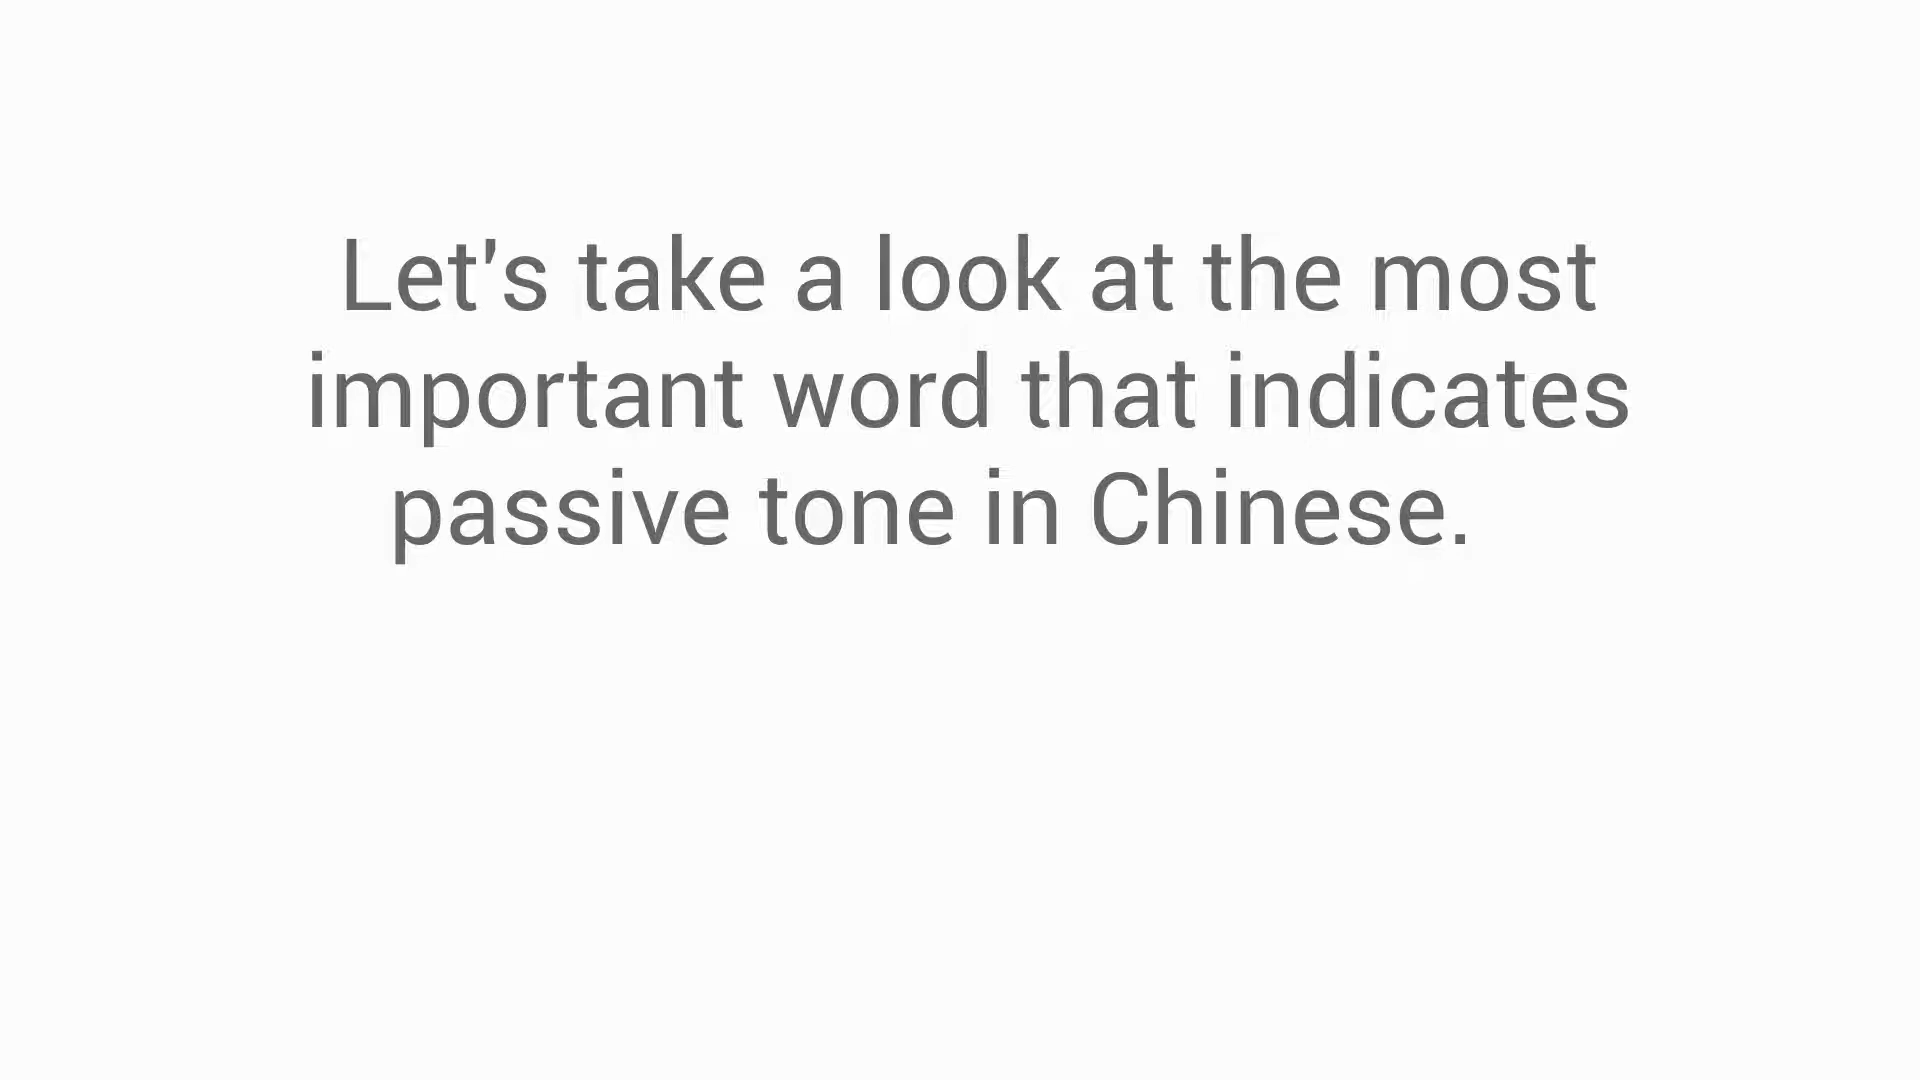 Let's take a look at the most
important word that indicates
passive tone in Chinese.